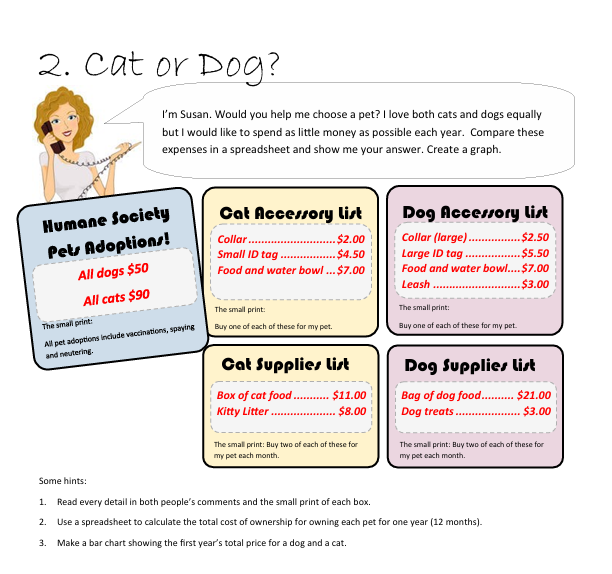 2. Cat or Dog?
I'm Susan. Would you help me choose a pet? I love both cats and dogs equally
but I would like to spend as little money as possible each year.  Compare these
expenses in a spreadsheet and show me your answer. Create a graph.
Humane Society
Pets Adoptions!
All dogs $50
All cats $90
The small print:
All pet adoptions include vaccinations, spaying
and neutering.
Cat Accessory List
Collar ..............................$2.00
Small ID tag .....................$4.50
Food and water bowl ...$7.00
The small print:
Buy one of each of these for my pet.
Dog Accessory List
Collar (large) .................$2.50
Large ID tag ..................$5.50
Food and water bowl....$7.00
Leash ............................$3.00
The small print:
Buy one of each of these for my pet.
Cat Supplies List
Box of cat food .......... $11.00
Kitty Litter ................... $8.00
The small print: Buy two of each of these for
my pet each month.
Dog Supplies List
Bag of dog food ......... $21.00
Dog treats ..................... $3.00
The small print: Buy two of each of these for
my pet each month.
Some hints:
1. Read every detail in both people's comments and the small print of each box.
2. Use a spreadsheet to calculate the total cost of ownership for owning each pet for one year (12 months).
3. Make a bar chart showing the first year's total price for a dog and a cat.